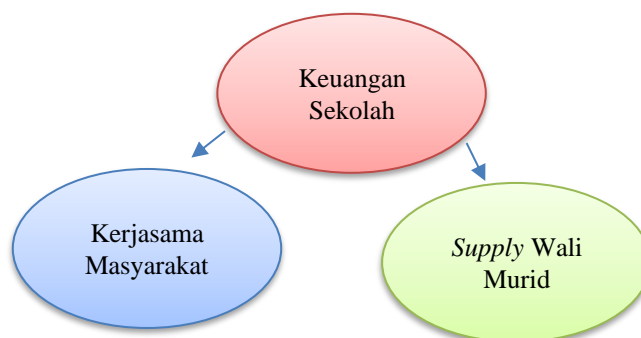 Keuangan
Sekolah
Kerjasama
Masyarakat
Supply Wali
Murid